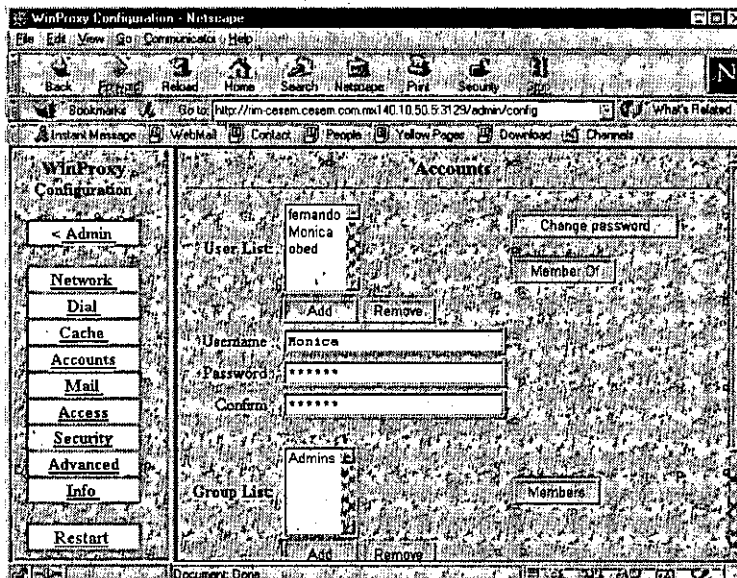 WinProxy Configuration - Netscape
File Edit View Go Communicator Help
Back Forward Reload Home Search Netscape Print Security Stop
N
Bookmarks Go to: http://rim-cesem.cesem.com.mx140.10.50.5:3129/admin/config What's Related
Instant Message WebMail Contact People Yellow Pages Download Channels
WinProxy
Configuration
< Admin
Network
Dial
Cache
Accounts
Mail
Access
Security
Advanced
Info
Restart
Accounts
User List:
fernando
Monica
obed
Change password
Member Of
Add Remove
Username Monica
Password ******
Confirm ******
Group List:
Admins
Members
Add Remove
Document: Done